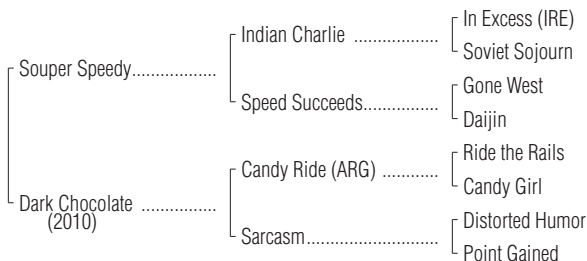 In Excess (IRE)
Indian Charlie ..................
Soviet Sojourn
Souper Speedy..................
Gone West
Speed Succeeds................
Daijin
Ride the Rails
Candy Ride (ARG) ............
Candy Girl
Dark Chocolate ................
(2010)
Distorted Humor
Sarcasm............................
Point Gained